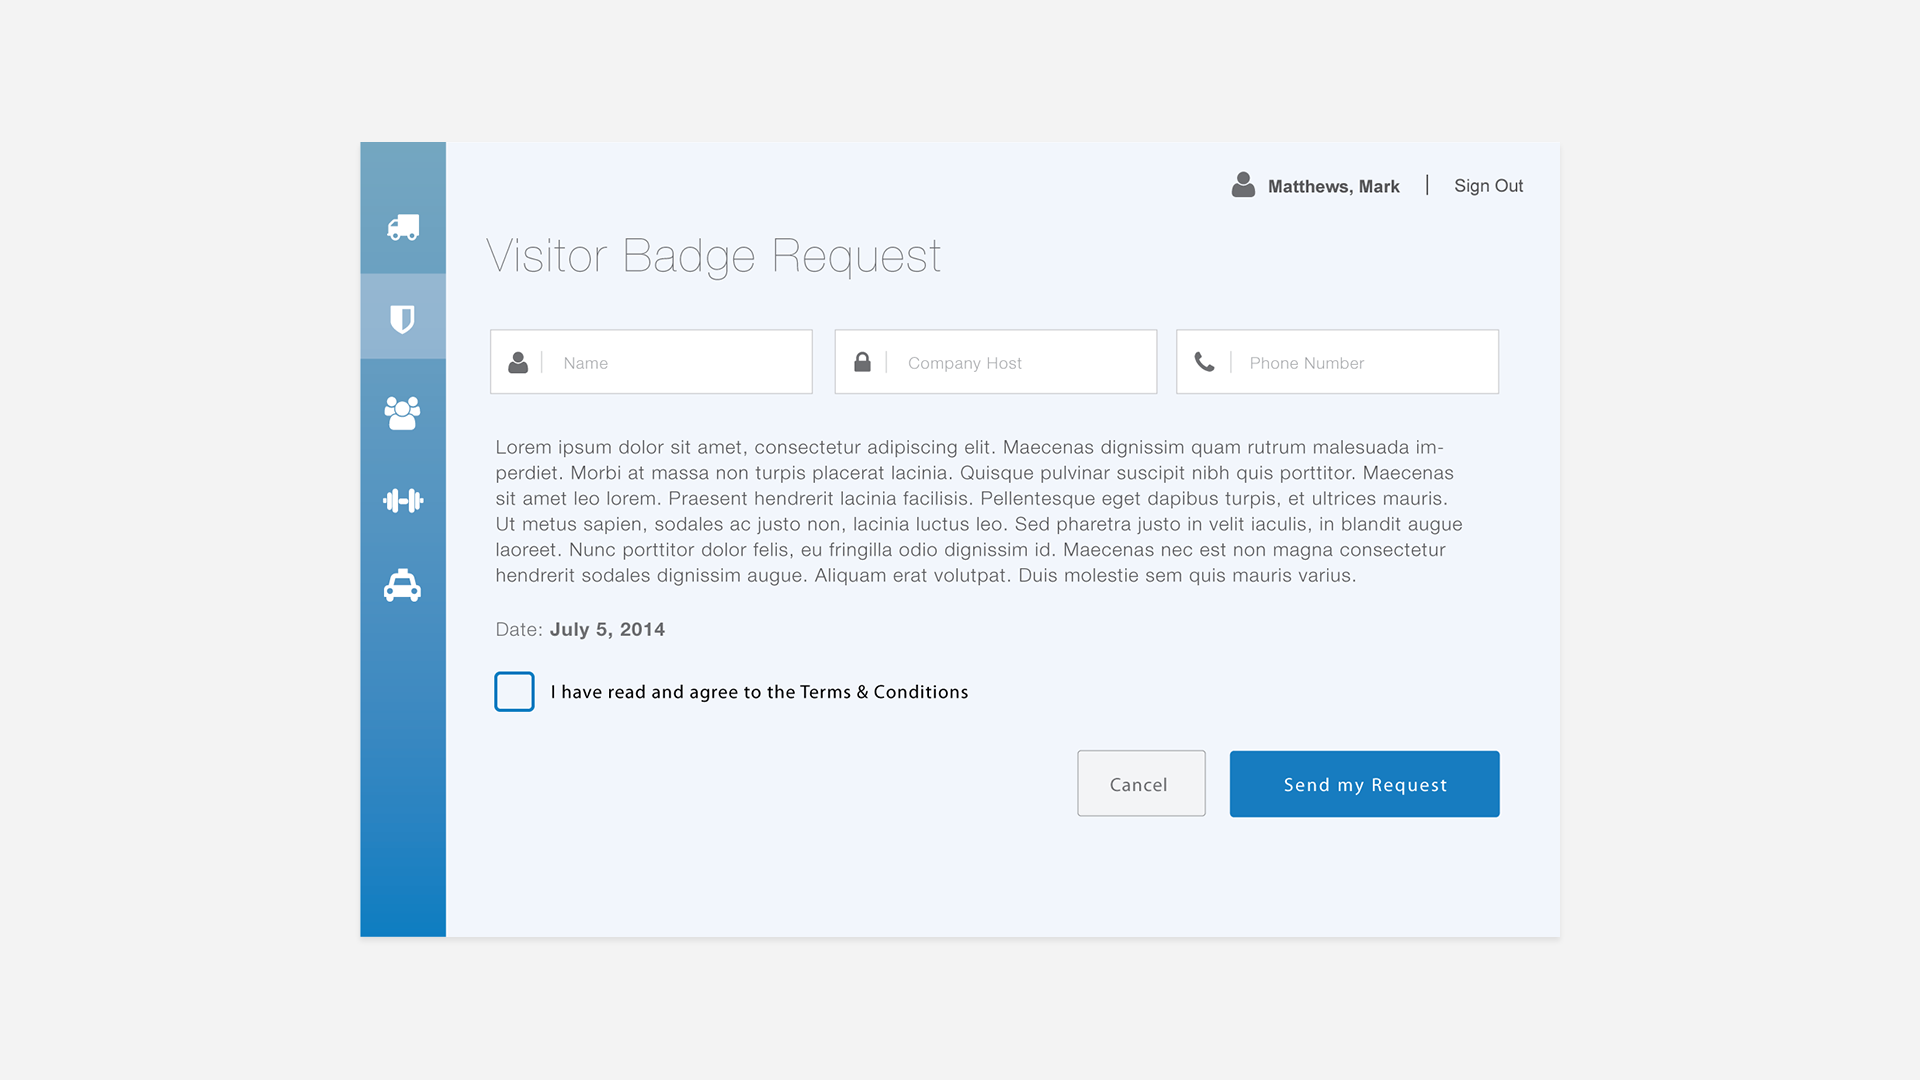 Matthews, Mark | Sign Out
Visitor Badge Request
Name
Company Host
Phone Number
Lorem ipsum dolor sit amet, consectetur adipiscing elit. Maecenas dignissim quam rutrum malesuada im-
perdiet. Morbi at massa non turpis placerat lacinia. Quisque pulvinar suscipit nibh quis porttitor. Maecenas
sit amet leo lorem. Praesent hendrerit lacinia facilisis. Pellentesque eget dapibus turpis, et ultrices mauris.
Ut metus sapien, sodales ac justo non, lacinia luctus leo. Sed pharetra justo in velit iaculis, in blandit augue
laoreet. Nunc porttitor dolor felis, eu fringilla odio dignissim id. Maecenas nec est non magna consectetur
hendrerit sodales dignissim augue. Aliquam erat volutpat. Duis molestie sem quis mauris varius.
Date: July 5, 2014
I have read and agree to the Terms & Conditions
Cancel
Send my Request